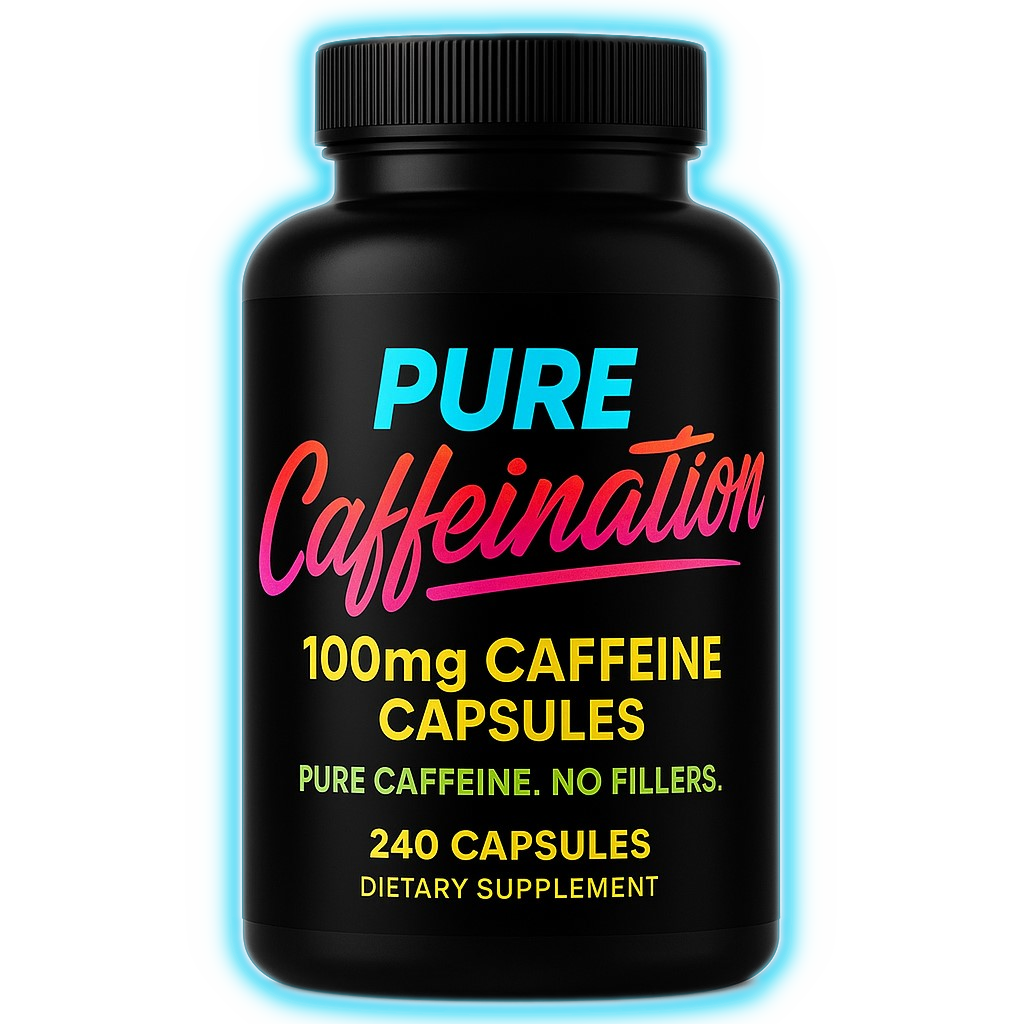 PURE
Caffeination
100mg CAFFEINE
CAPSULES
PURE CAFFEINE. NO FILLERS.
240 CAPSULES
DIETARY SUPPLEMENT